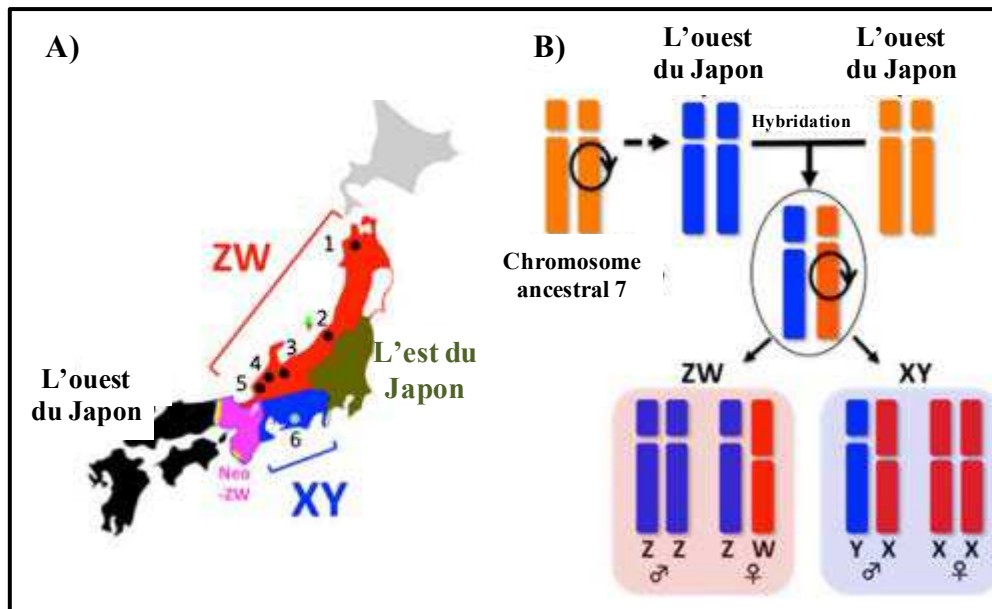 A)
ZW
1
2
3
4
5
L'est du
Japon
L'ouest
du Japon
6
Neo
-ZW
XY
B)
L'ouest
du Japon
L'ouest
du Japon
Hybridation
Chromosome
ancestral 7
ZW
XY
Z Z Z W
♂ ♀
Y X X X
♂ ♀